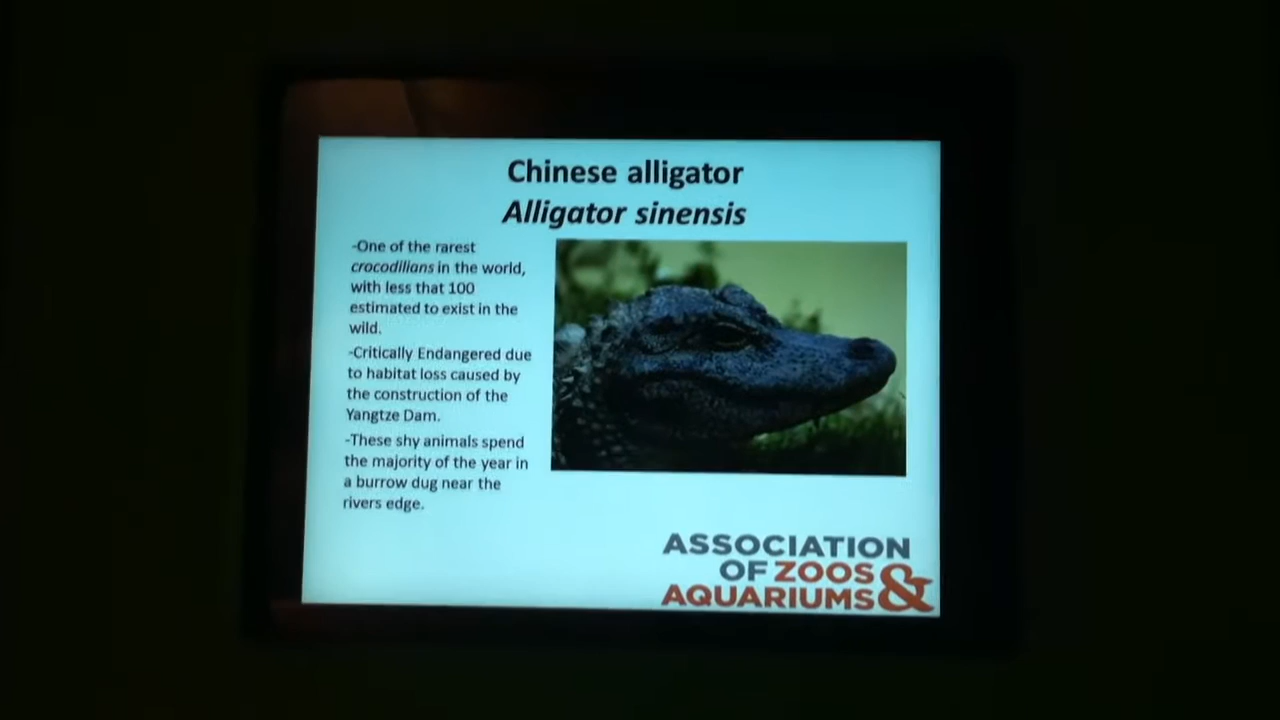 Chinese alligator
Alligator sinensis
-One of the rarest
crocodilians in the world,
with less that 100
estimated to exist in the
wild.
-Critically Endangered due
to habitat loss caused by
the construction of the
Yangtze Dam.
-These shy animals spend
the majority of the year in
a burrow dug near the
rivers edge.
ASSOCIATION
OF ZOOS &
AQUARIUMS